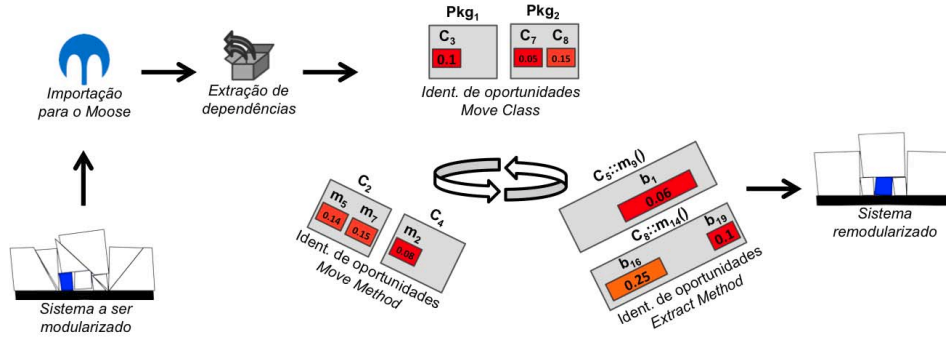 Pkg1
Pkg2
C3
C7
C8
0.1
0.05
0.15
Importação
para o Moose
Extração de
dependências
Ident. de oportunidades
Move Class
C2
m5
m7
0.14
0.15
C4
m2
0.08
Ident. de oportunidades
Move Method
C5::m9()
b1
0.06
C8::m14()
b19
0.1
b16
0.25
Ident. de oportunidades
Extract Method
Sistema
remodularizado
Sistema a ser
modularizado